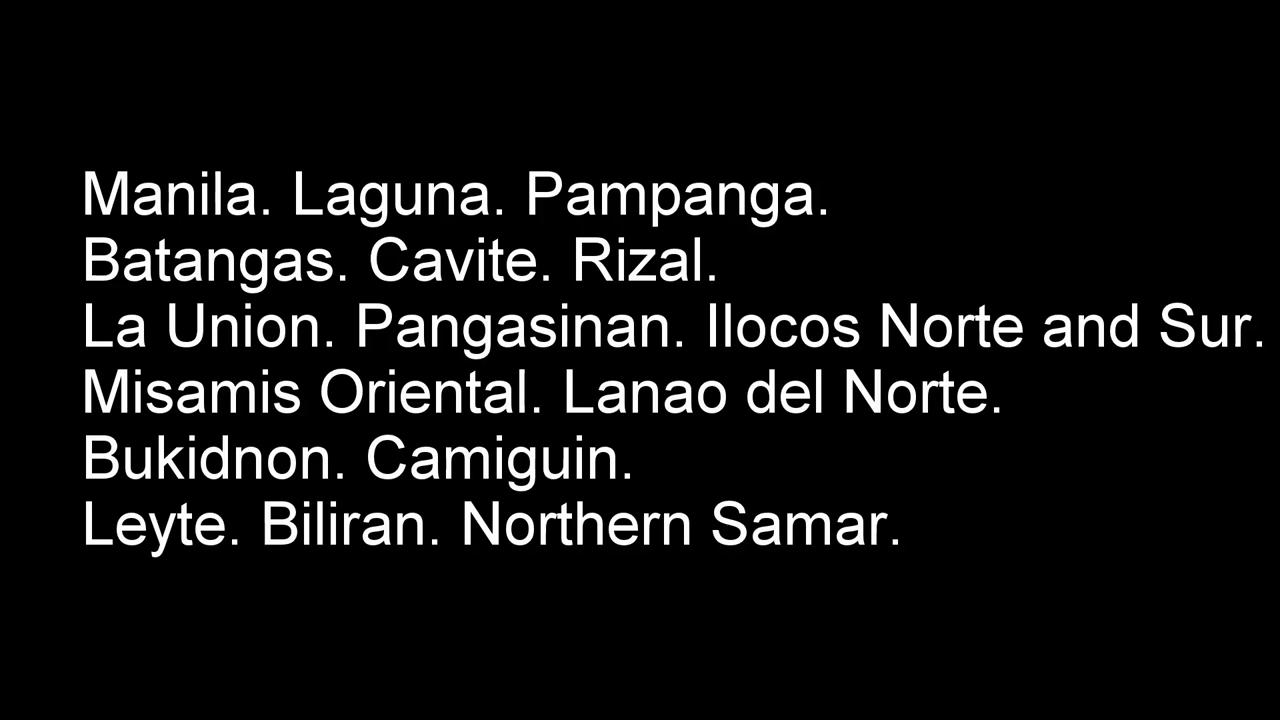 Manila. Laguna. Pampanga.
Batangas. Cavite. Rizal.
La Union. Pangasinan. Ilocos Norte and Sur.
Misamis Oriental. Lanao del Norte.
Bukidnon. Camiguin.
Leyte. Biliran. Northern Samar.